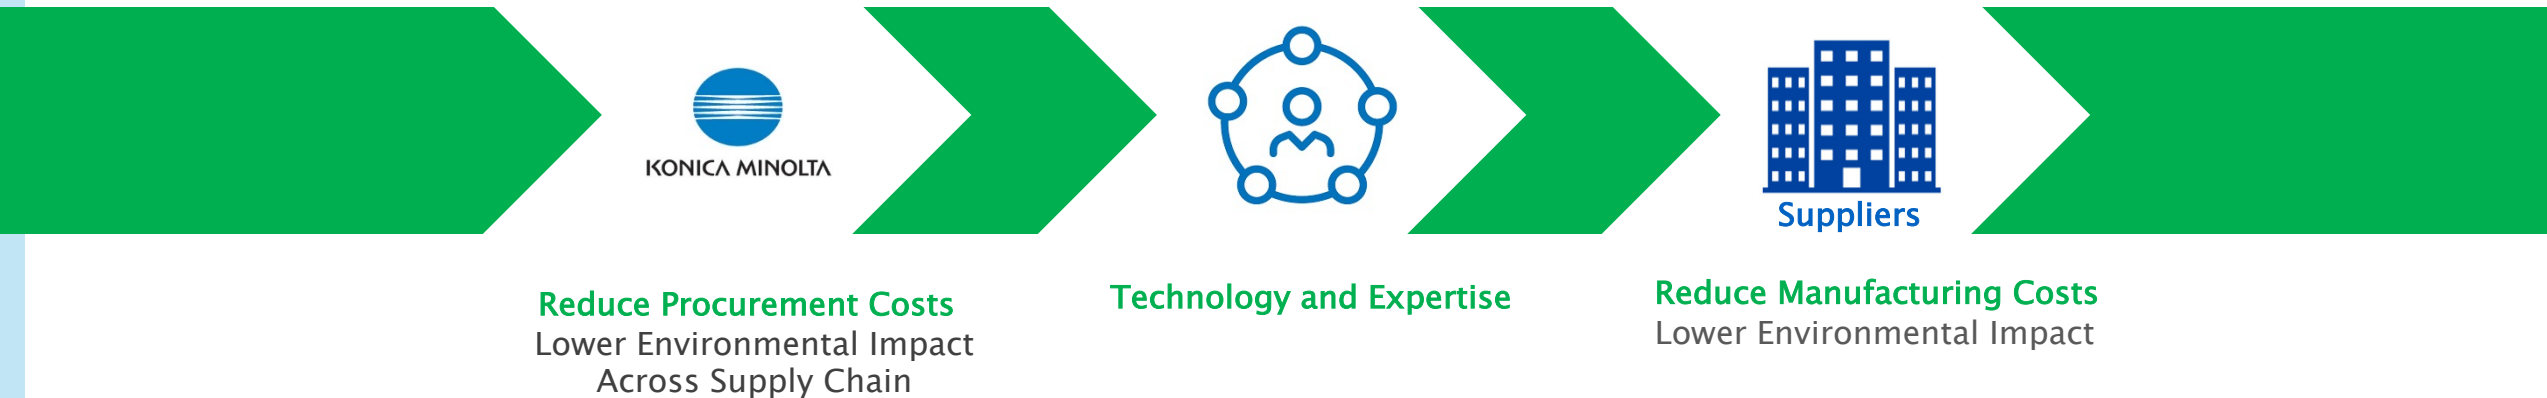 KONICA MINOLTA
Reduce Procurement Costs
Lower Environmental Impact
Across Supply Chain
Technology and Expertise
Suppliers
Reduce Manufacturing Costs
Lower Environmental Impact